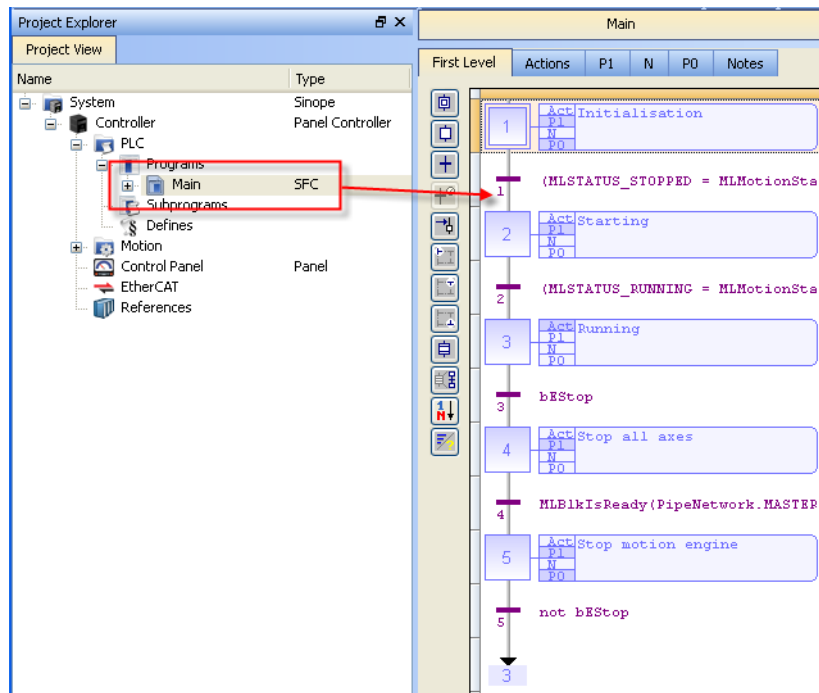 Project Explorer
Project View
Name Type
System Sinope
Controller Panel Controller
PLC
Programs
Main SFC
Subprograms
Defines
Motion
Control Panel Panel
EtherCAT
References
Main
First Level Actions P1 N P0 Notes
1 Act Initialisation
P1
N
P0
1 (MLSTATUS_STOPPED = MLMotionSta
2 Act Starting
P1
N
P0
2 (MLSTATUS_RUNNING = MLMotionSta
3 Act Running
P1
N
P0
3 bEStop
4 Act Stop all axes
P1
N
P0
4 MLBlkIsReady(PipeNetwork.MASTER
5 Act Stop motion engine
P1
N
P0
5 not bEStop
3